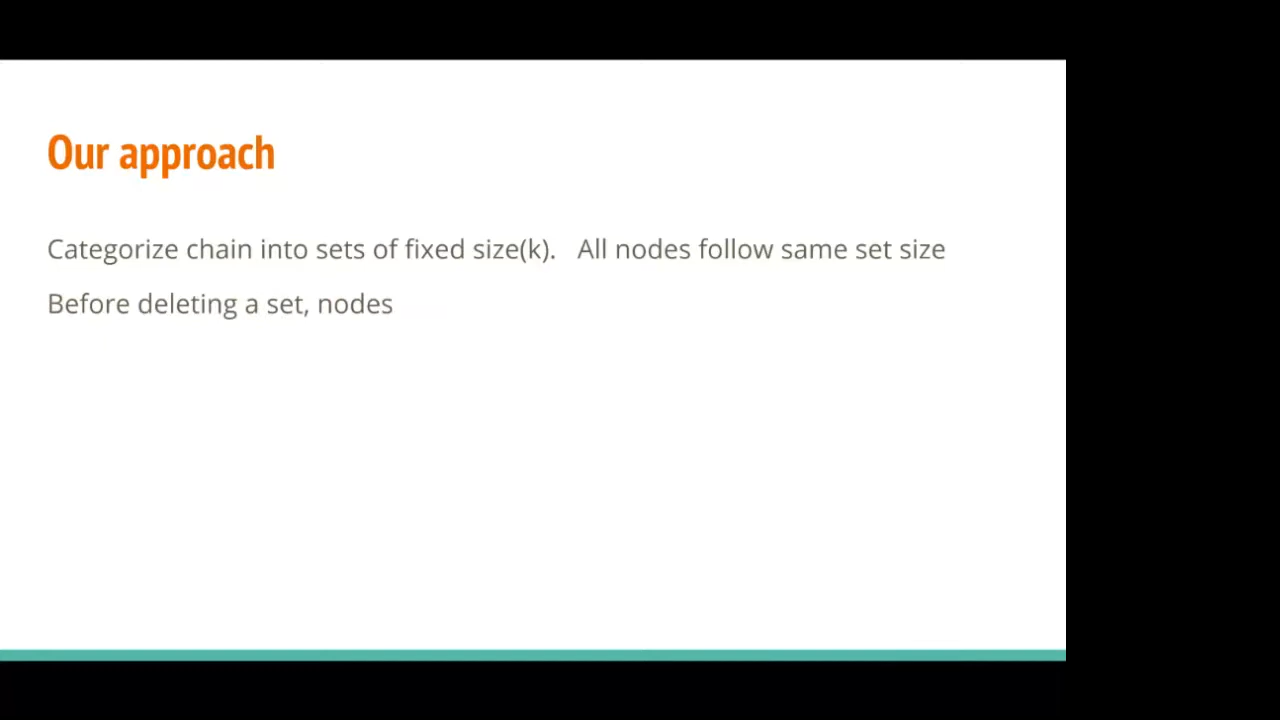 Our approach
Categorize chain into sets of fixed size(k). All nodes follow same set size
Before deleting a set, nodes